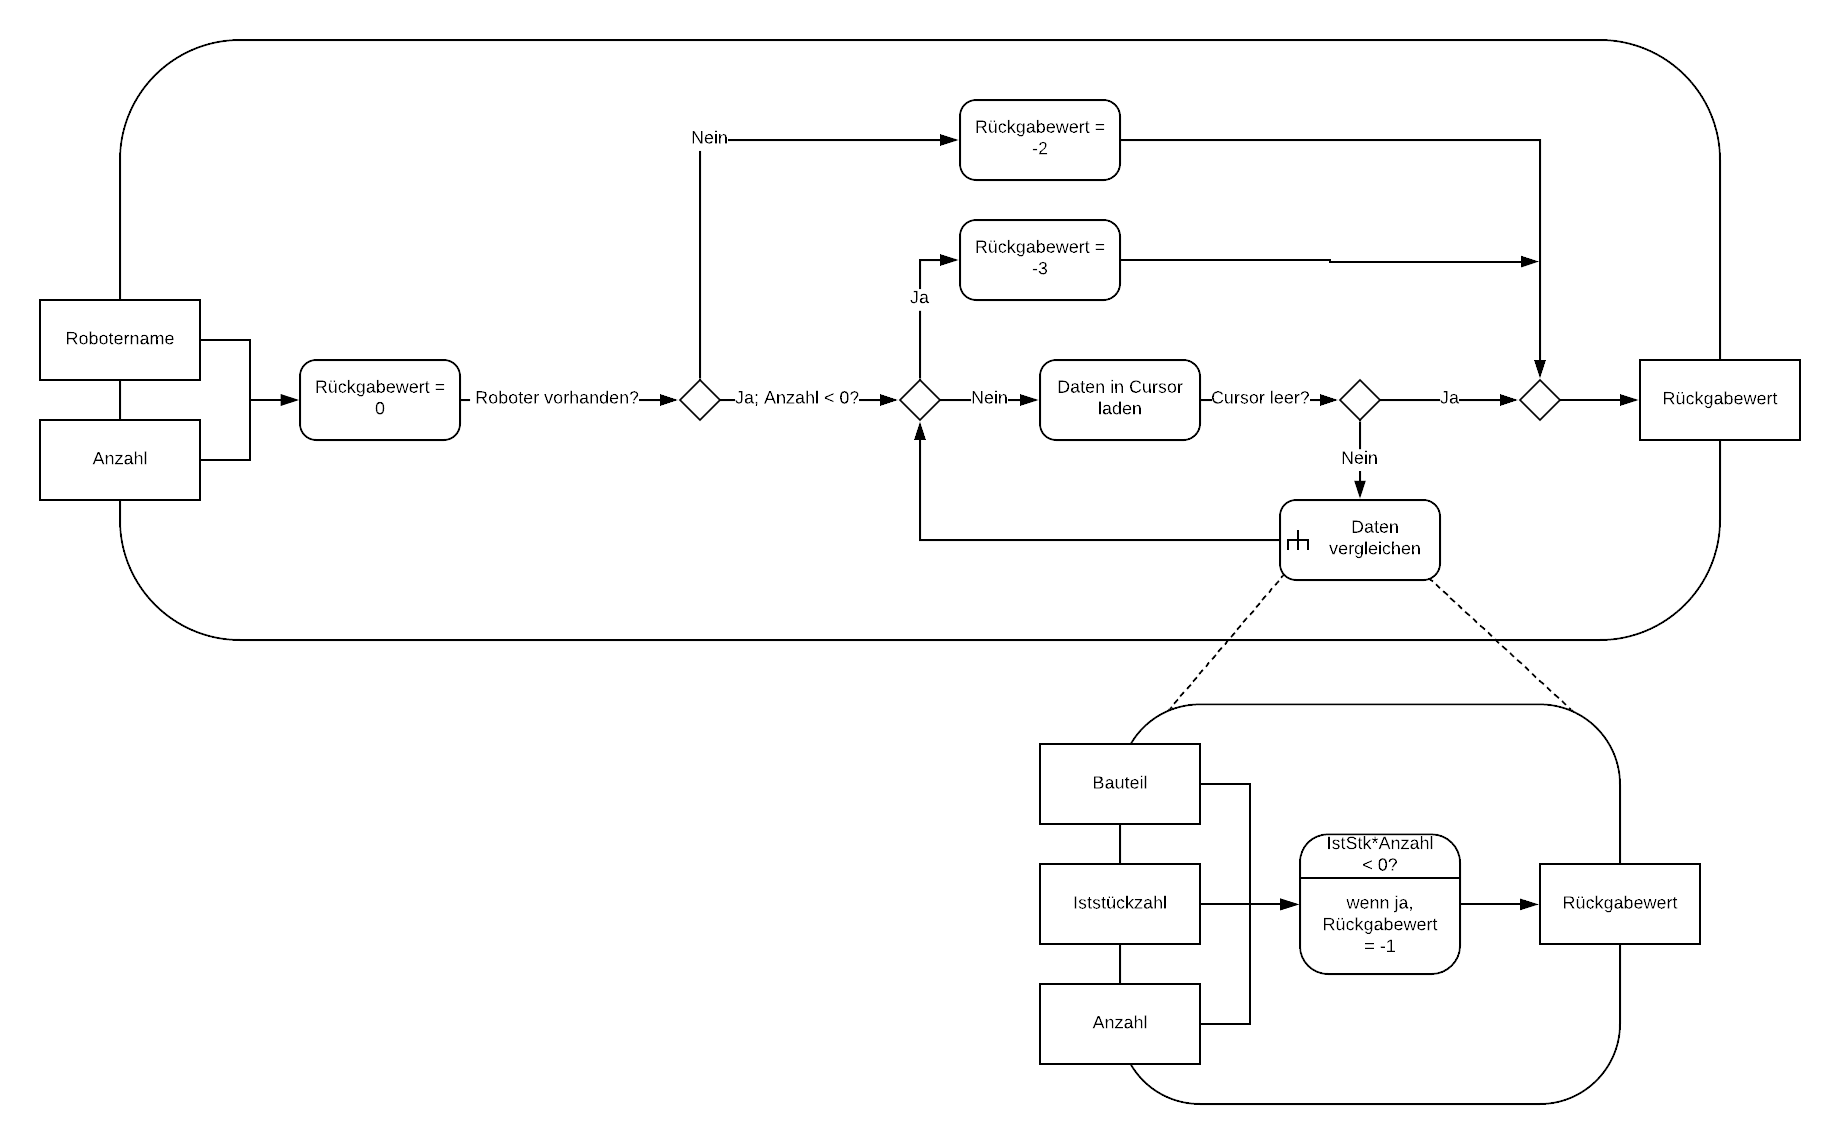 Nein
Rückgabewert =
-2
Rückgabewert =
-3
Ja
Robotername
Anzahl
Rückgabewert =
0
Roboter vorhanden?
Ja; Anzahl < 0?
Nein
Daten in Cursor
laden
Cursor leer?
Ja
Rückgabewert
Nein
Daten
vergleichen
Bauteil
Iststückzahl
Anzahl
IstStk*Anzahl
< 0?
wenn ja,
Rückgabewert
= -1
Rückgabewert